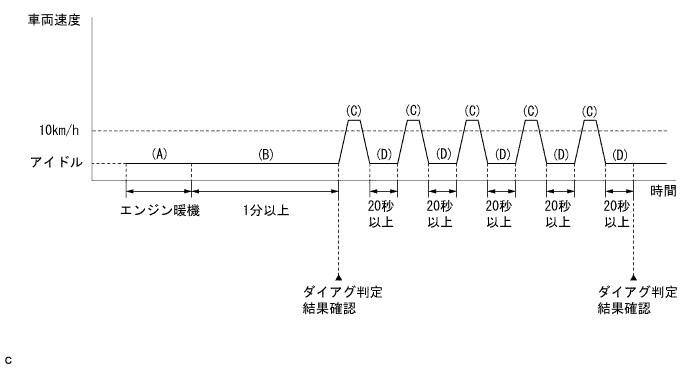 車両速度
(C) (C) (C) (C) (C)
10km/h
(A) (B) (D) (D) (D) (D) (D)
アイドル
時間
エンジン暖機
1分以上
20秒
以上
20秒
以上
20秒
以上
20秒
以上
20秒
以上
ダイアグ判定
結果確認
ダイアグ判定
結果確認
c